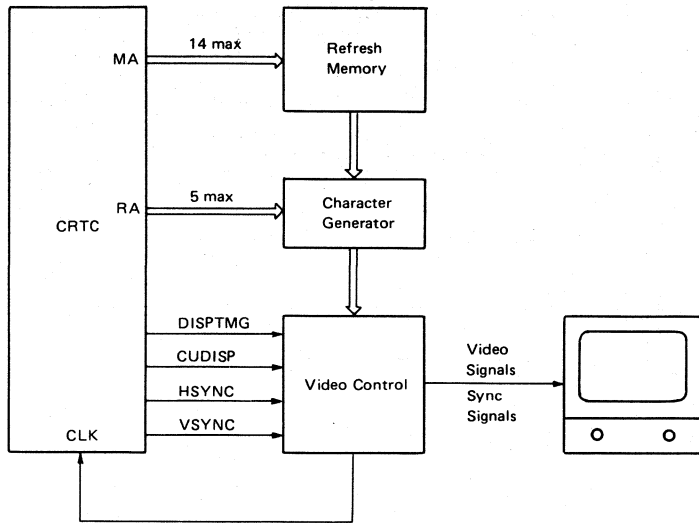 MA
14 max
Refresh
Memory
RA
5 max
Character
Generator
CRTC
DISPTMG
CUDISP
HSYNC
VSYNC
CLK
Video Control
Video
Signals
Sync
Signals